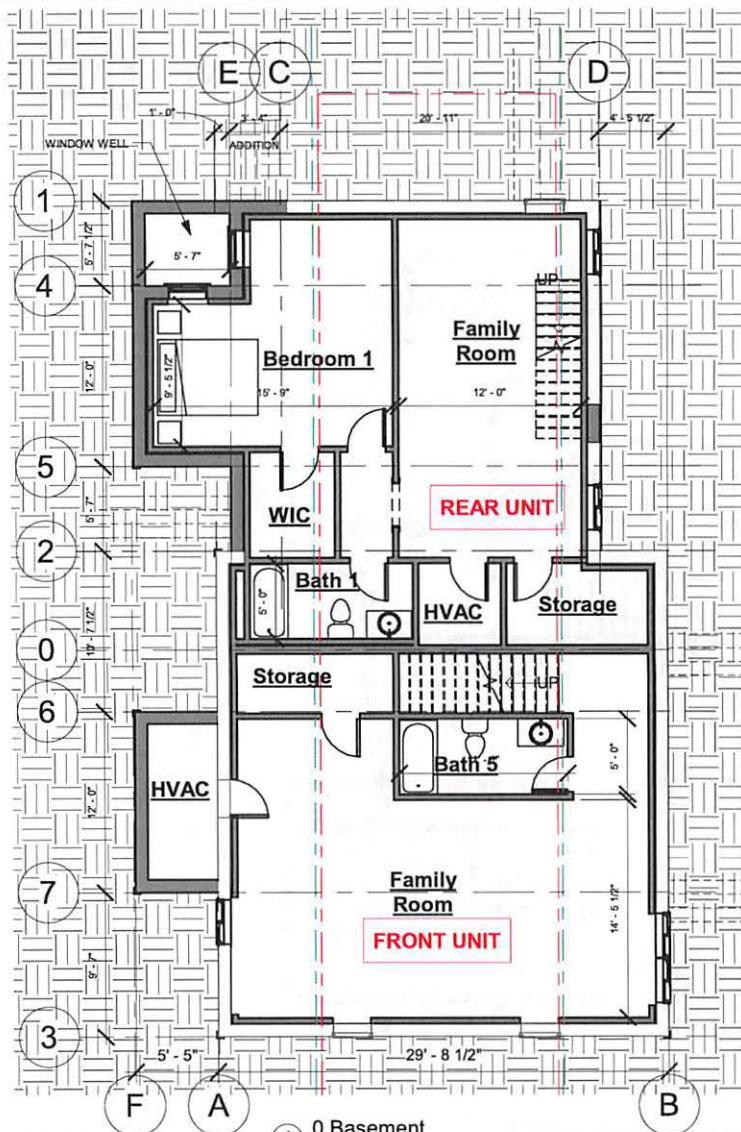 E C D
1' - 0"
3' - 4"
20' - 11"
4' - 5 1/2"
WINDOW WELL
ADDITION
1
5' - 7 1/2"
5' - 7"
4
UP
Family
Room
Bedroom 1
9' - 5 1/2"
15' - 9"
12' - 0"
12' - 0"
5
REAR UNIT
WIC
5' - 7"
2
Bath 1
5' - 0"
HVAC
Storage
10' - 7 1/2"
0
Storage
UP
6
Bath 5
5' - 0"
HVAC
12' - 0"
7
Family
Room
14' - 5 1/2"
FRONT UNIT
9' - 7"
3
5' - 5"
29' - 8 1/2"
F A B
0 Basement